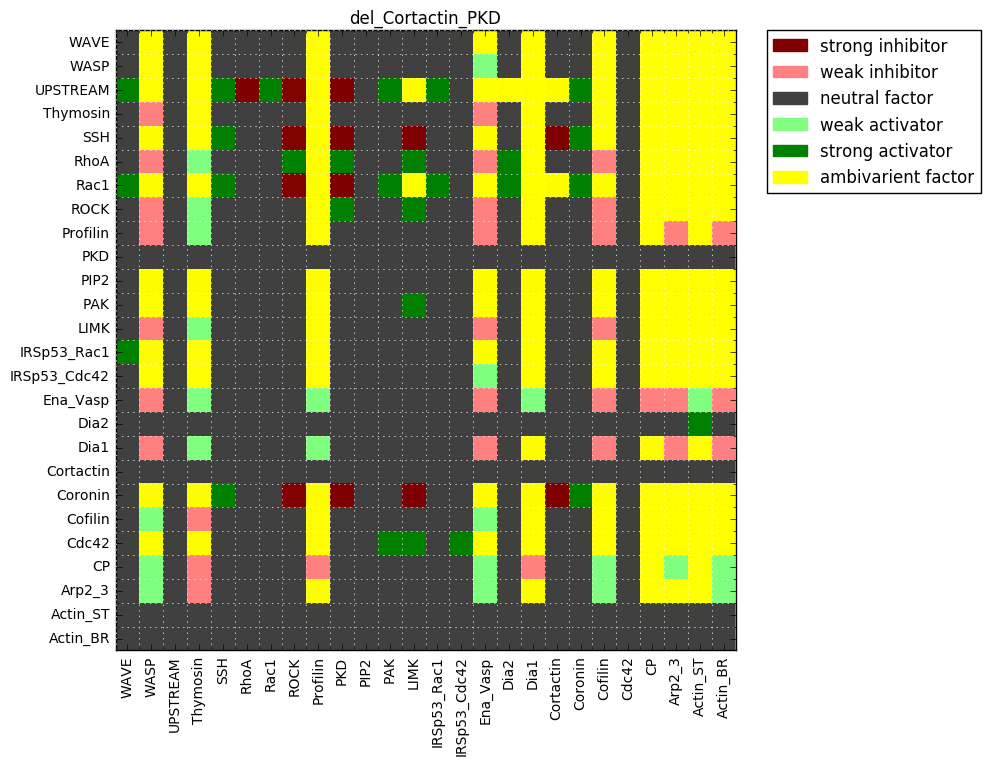 del_Cortactin_PKD
strong inhibitor
weak inhibitor
neutral factor
weak activator
strong activator
ambivarient factor
WAVE
WASP
UPSTREAM
Thymosin
SSH
RhoA
Rac1
ROCK
Profilin
PKD
PIP2
PAK
LIMK
IRSp53_Rac1
IRSp53_Cdc42
Ena_Vasp
Dia2
Dia1
Cortactin
Coronin
Cofilin
Cdc42
CP
Arp2_3
Actin_ST
Actin_BR
WAVE
WASP
UPSTREAM
Thymosin
SSH
RhoA
Rac1
ROCK
Profilin
PKD
PIP2
PAK
LIMK
IRSp53_Rac1
IRSp53_Cdc42
Ena_Vasp
Dia2
Dia1
Cortactin
Coronin
Cofilin
Cdc42
CP
Arp2_3
Actin_ST
Actin_BR